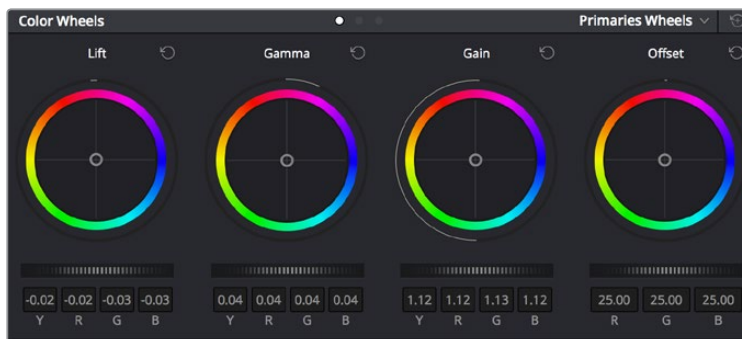 Color Wheels Primaries Wheels
Lift Gamma Gain Offset
-0.02 -0.02 -0.03 -0.03 0.04 0.04 0.04 0.04 1.12 1.12 1.13 1.12 25.00 25.00 25.00
Y R G B Y R G B Y R G B R G B